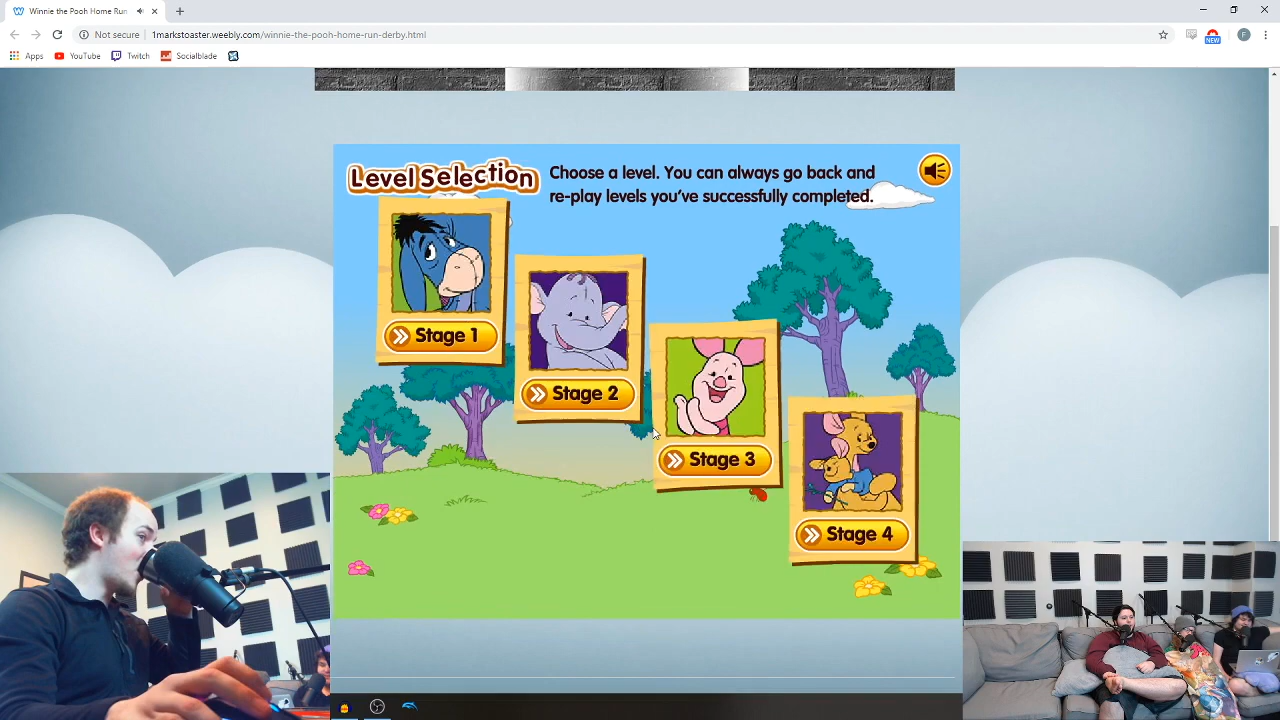 Winnie the Pooh Home Run
Not secure
1markstoaster.weebly.com/winnie-the-pooh-home-run-derby.html
NEW
F
Apps
YouTube
Twitch
Socialblade
Level Selection
Choose a level. You can always go back and
re-play levels you've successfully completed.
Stage 1
Stage 2
Stage 3
Stage 4